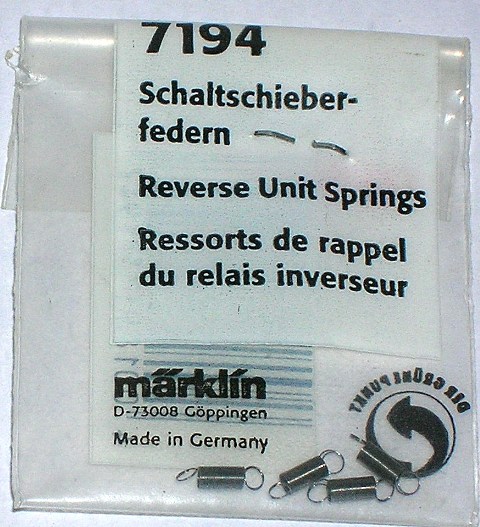 7194
Schaltschieber-
federn
Reverse Unit Springs
Ressorts de rappel
du relais inverseur
märklin
D-73008 Göppingen
Made in Germany
DER GRÜNE PUNKT